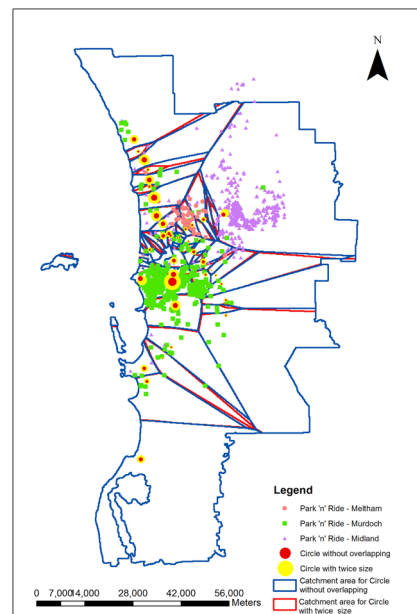 N
Legend
Park 'n' Ride - Meltham
Park 'n' Ride - Murdoch
Park 'n' Ride - Midland
Circle without overlapping
Circle with twice size
Catchment area for Circle
without overlapping
Catchment area for Circle
with twice size
0 7,00014,000 28,000 42,000 56,000
Meters